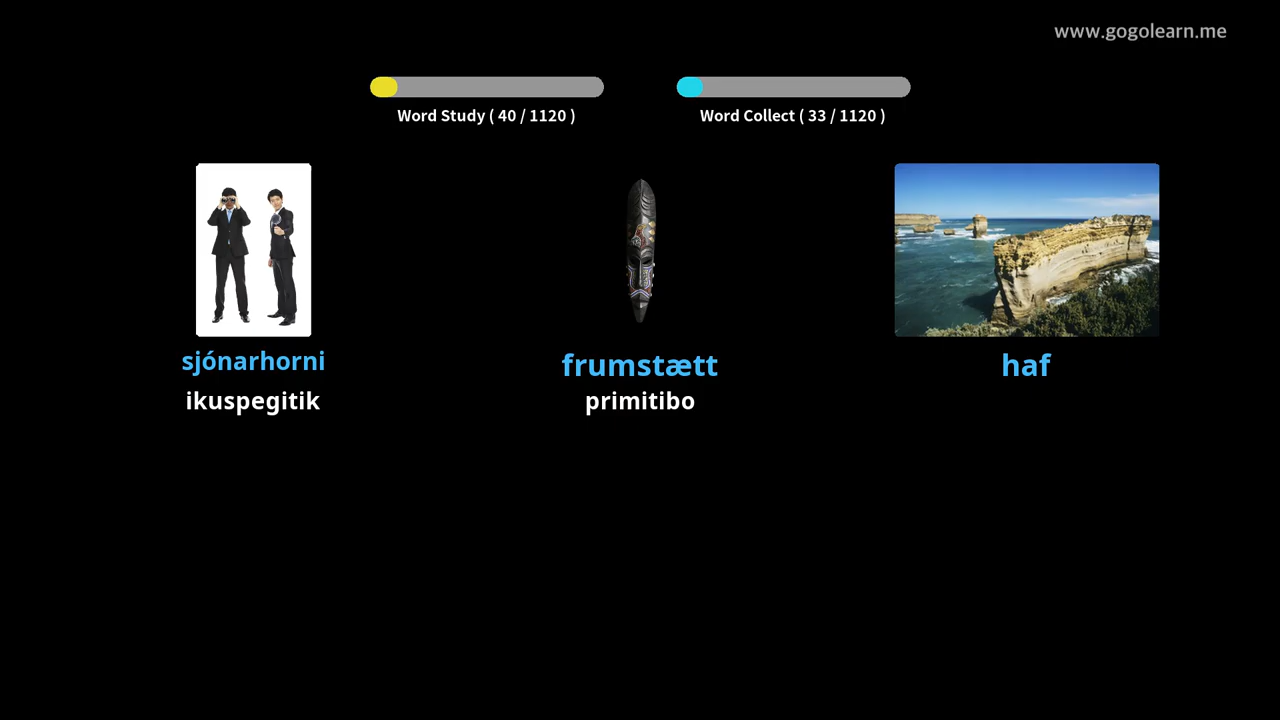 www.gogolearn.me
Word Study ( 40 / 1120 )
Word Collect ( 33 / 1120 )
sjónarhorni
ikuspegitik
frumstætt
primitibo
haf